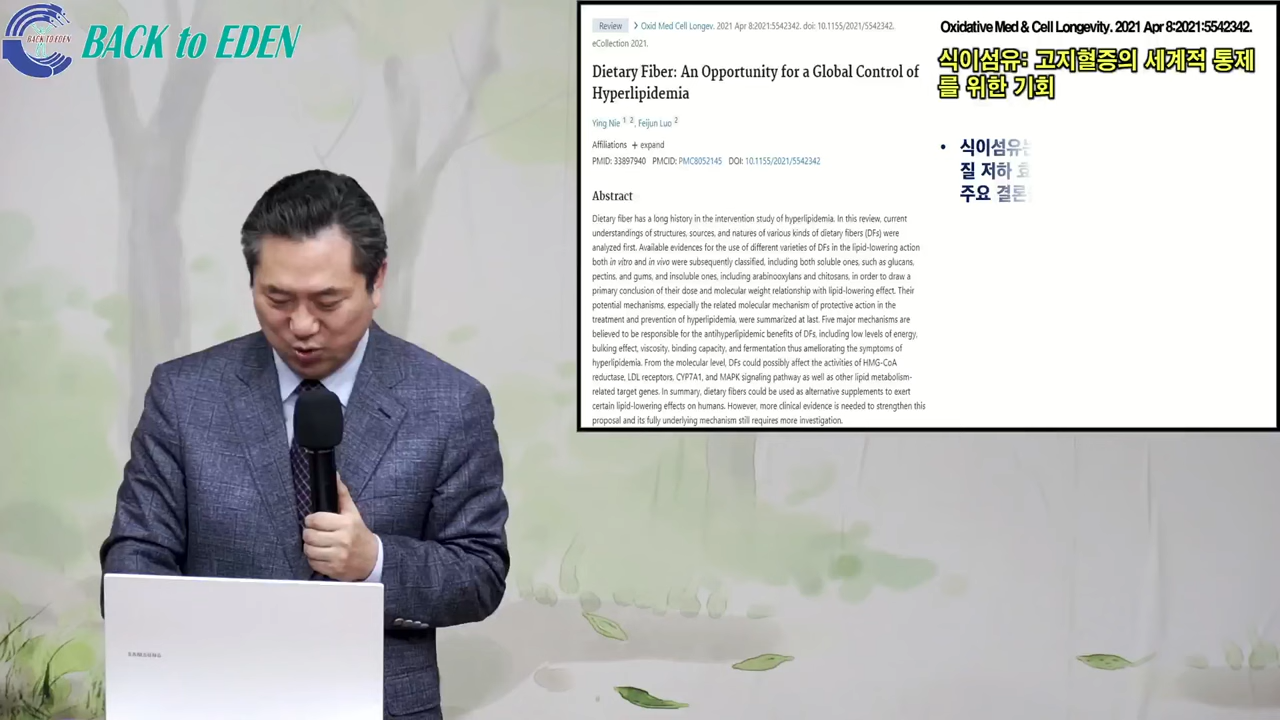 BACK to EDEN
BACK TO EDEN
Review > Oxid Med Cell Longev. 2021 Apr 8:2021:5542342. doi: 10.1155/2021/5542342.
eCollection 2021.
Dietary Fiber: An Opportunity for a Global Control of
Hyperlipidemia
Ying Nie 1 2, Feijun Luo 2
Affiliations + expand
PMID: 33897940 PMCID: PMC8052145 DOI: 10.1155/2021/5542342
Abstract
Dietary fiber has a long history in the intervention study of hyperlipidemia. In this review, current
understandings of structures, sources, and natures of various kinds of dietary fibers (DFs) were
analyzed first. Available evidences for the use of different varieties of DFs in the lipid-lowering action
both in vitro and in vivo were subsequently classified, including both soluble ones, such as glucans,
pectins, and gums, and insoluble ones, including arabinooxylans and chitosans, in order to draw a
primary conclusion of their dose and molecular weight relationship with lipid-lowering effect. Their
potential mechanisms, especially the related molecular mechanism of protective action in the
treatment and prevention of hyperlipidemia, were summarized at last. Five major mechanisms are
believed to be responsible for the antihyperlipidemic benefits of DFs, including low levels of energy,
bulking effect, viscosity, binding capacity, and fermentation thus ameliorating the symptoms of
hyperlipidemia. From the molecular level, DFs could possibly affect the activities of HMG-CoA
reductase, LDL receptors, CYP7A1, and MAPK signaling pathway as well as other lipid metabolism-
related target genes. In summary, dietary fibers could be used as alternative supplements to exert
certain lipid-lowering effects on humans. However, more clinical evidence is needed to strengthen this
proposal and its fully underlying mechanism still requires more investigation.
Oxidative Med & Cell Longevity. 2021 Apr 8:2021:5542342.
식이섬유: 고지혈증의 세계적 통제
를 위한 기회
• 식이섬유는
질 저하 효
주요 결론
SAMSUNG